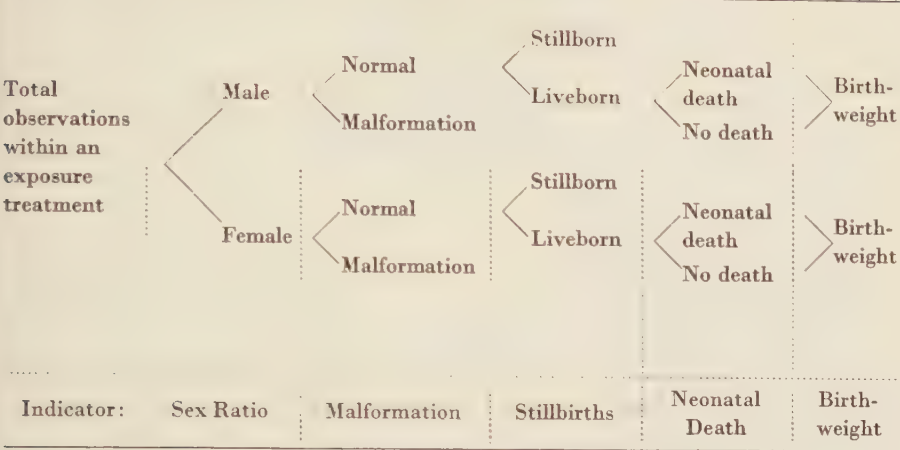 Total
observations
within an
exposure
treatment
Male
Normal
Malformation
Stillborn
Liveborn
Neonatal
death
No death
Birth-
weight
Female
Normal
Malformation
Stillborn
Liveborn
Neonatal
death
No death
Birth-
weight
Indicator: Sex Ratio Malformation Stillbirths Neonatal Death Birth-weight